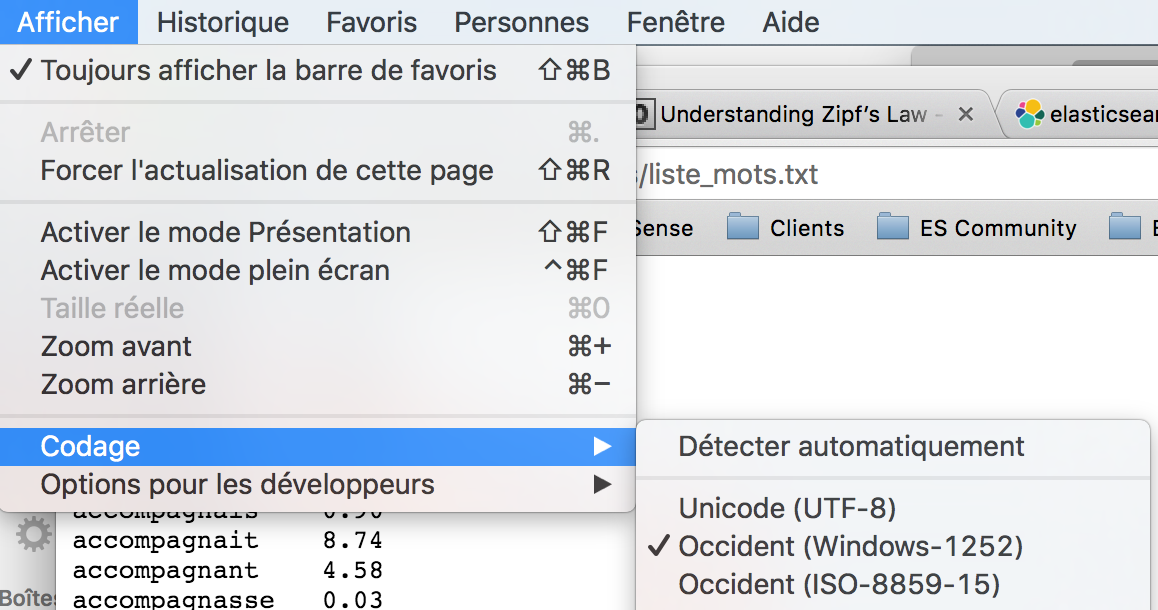 Afficher Historique Favoris Personnes Fenêtre Aide
✓ Toujours afficher la barre de favoris ⇧⌘B
Arrêter ⌘.
Forcer l'actualisation de cette page ⇧⌘R
Activer le mode Présentation ⇧⌘F
Activer le mode plein écran ^⌘F
Taille réelle ⌘0
Zoom avant ⌘+
Zoom arrière ⌘−
Codage ▶
Options pour les développeurs ▶
Understanding Zipf's Law - ×
/liste_mots.txt
Sense Clients ES Community
Détecter automatiquement
Unicode (UTF-8)
✓ Occident (Windows-1252)
Occident (ISO-8859-15)
accompagnais 0.90
accompagnait 8.74
accompagnant 4.58
accompagnasse 0.03